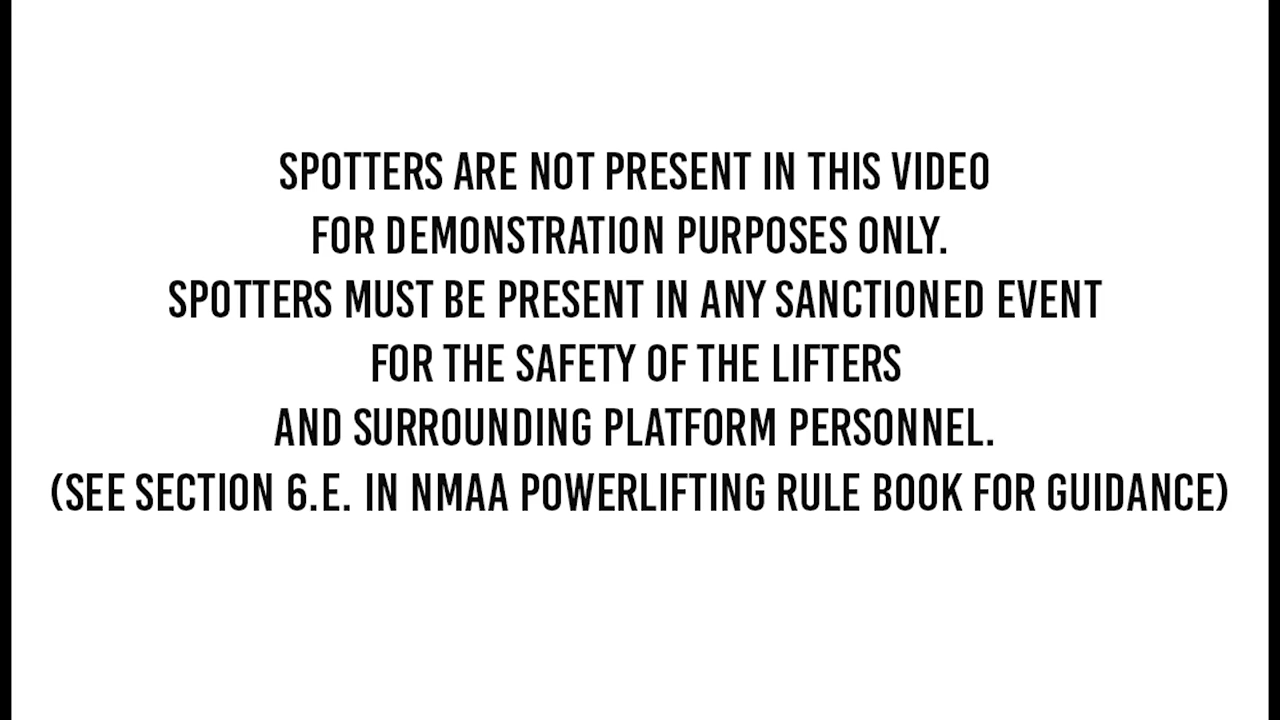 SPOTTERS ARE NOT PRESENT IN THIS VIDEO
FOR DEMONSTRATION PURPOSES ONLY.
SPOTTERS MUST BE PRESENT IN ANY SANCTIONED EVENT
FOR THE SAFETY OF THE LIFTERS
AND SURROUNDING PLATFORM PERSONNEL.
(SEE SECTION 6.E. IN NMAA POWERLIFTING RULE BOOK FOR GUIDANCE)